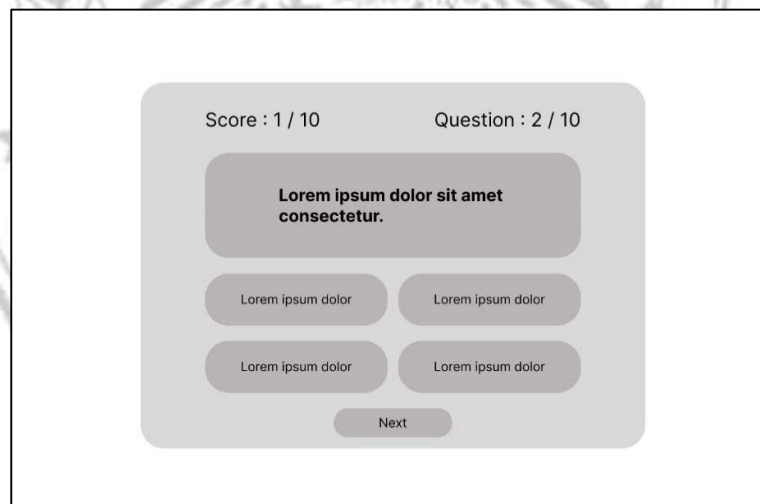 Score : 1 / 10
Question : 2 / 10
Lorem ipsum dolor sit amet
consectetur.
Lorem ipsum dolor
Lorem ipsum dolor
Lorem ipsum dolor
Lorem ipsum dolor
Next